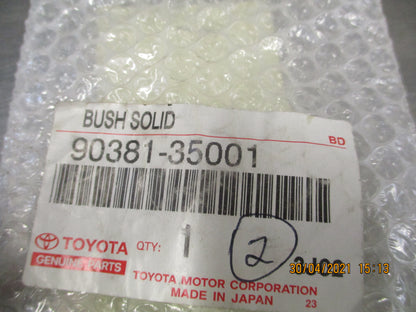 BUSH SOLID
BD
90381-35001
TOYOTA QTY: 1 2
GENUINE PARTS
30/04/2021 15:13
TOYOTA MOTOR CORPORATION
MADE IN JAPAN 23